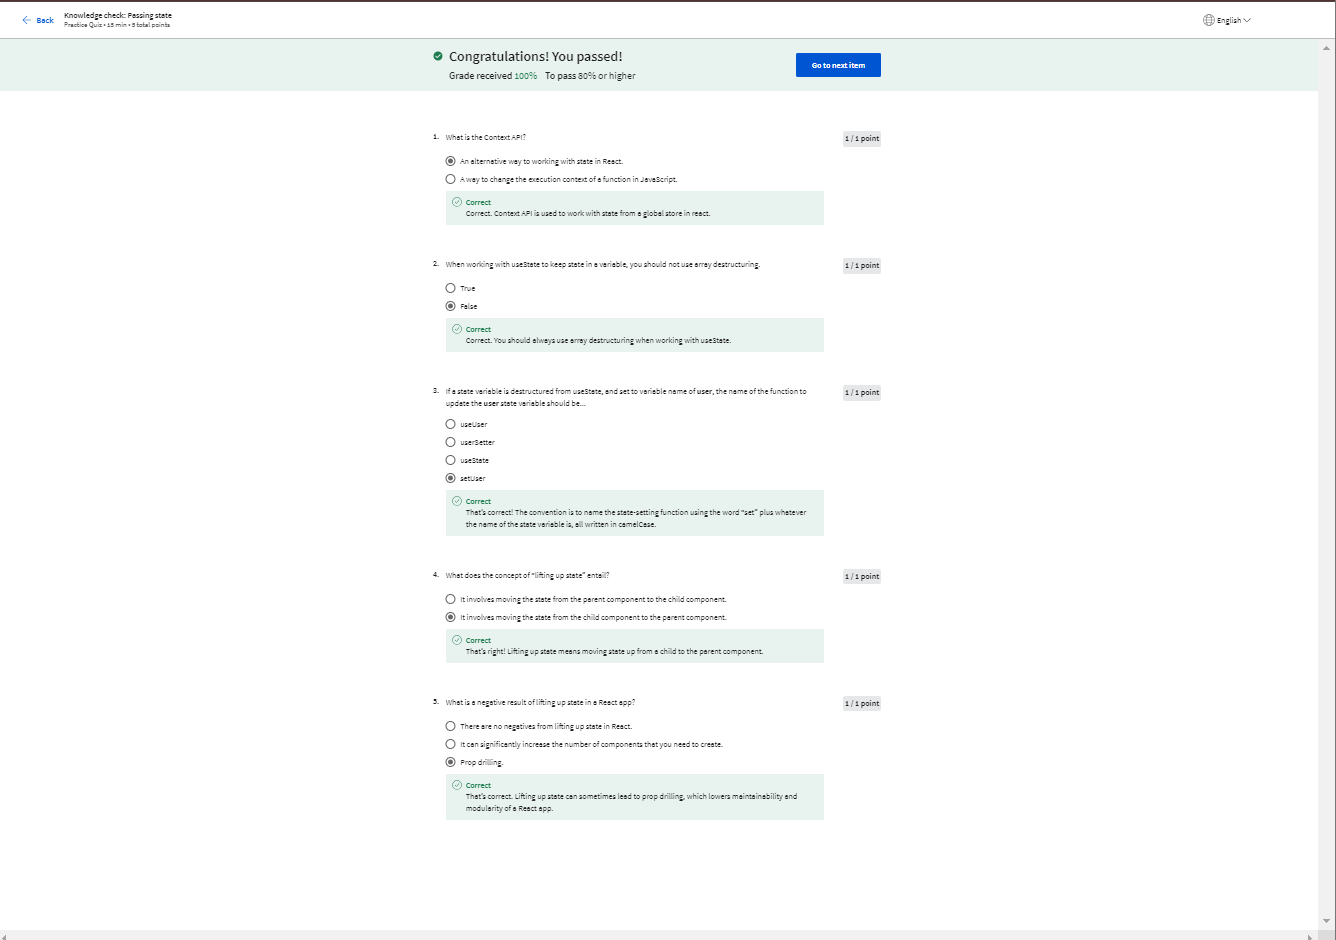 Back
Knowledge check: Passing state
Practice Quiz • 15 min • 5 total points
English
Congratulations! You passed!
Grade received 100% To pass 80% or higher
Go to next item
1. What is the Context API?
1 / 1 point
An alternative way to working with state in React.
A way to change the execution context of a function in JavaScript.
Correct
Correct. Context API is used to work with state from a global store in react.
2. When working with useState to keep state in a variable, you should not use array destructuring.
1 / 1 point
True
False
Correct
Correct. You should always use array destructuring when working with useState.
3. If a state variable is destructured from useState, and set to variable name of user, the name of the function to
update the user state variable should be...
1 / 1 point
useUser
userSetter
useState
setUser
Correct
That's correct! The convention is to name the state-setting function using the word "set" plus whatever
the name of the state variable is, all written in camelCase.
4. What does the concept of "lifting up state" entail?
1 / 1 point
It involves moving the state from the parent component to the child component.
It involves moving the state from the child component to the parent component.
Correct
That's right! Lifting up state means moving state up from a child to the parent component.
5. What is a negative result of lifting up state in a React app?
1 / 1 point
There are no negatives from lifting up state in React.
It can significantly increase the number of components that you need to create.
Prop drilling.
Correct
That's correct. Lifting up state can sometimes lead to prop drilling, which lowers maintainability and
modularity of a React app.